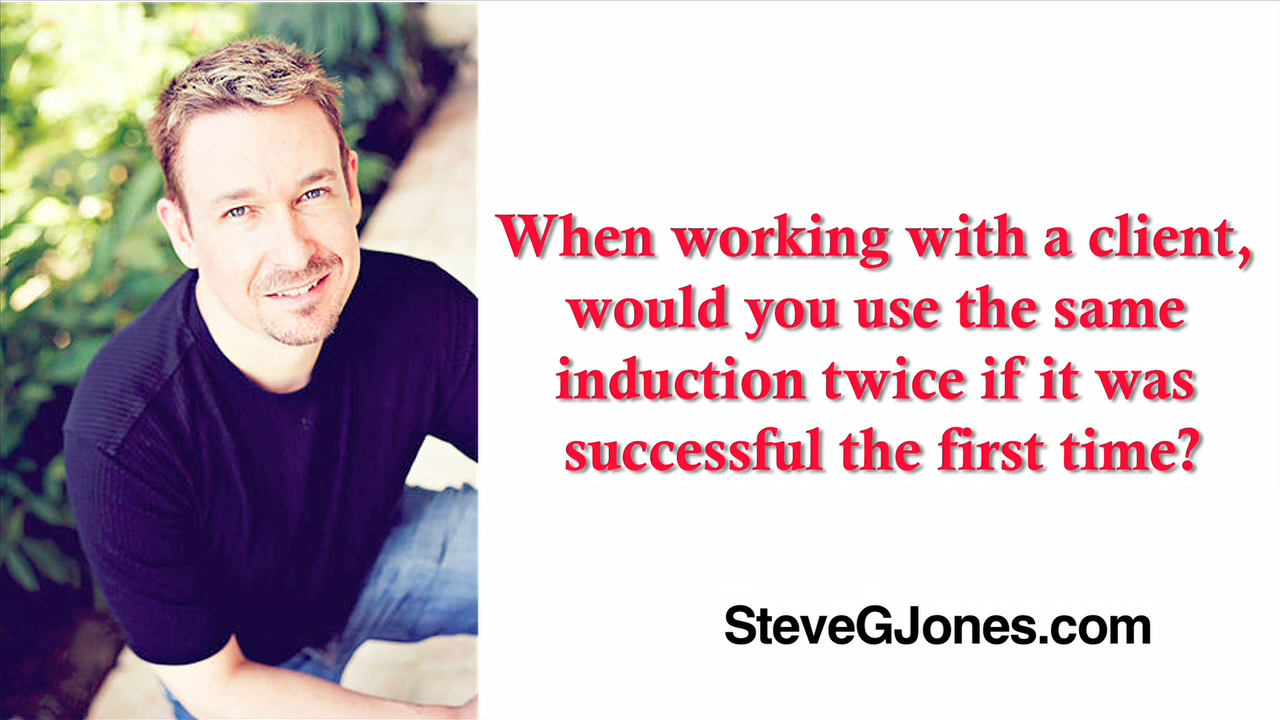 When working with a client,
would you use the same
induction twice if it was
successful the first time?
SteveGJones.com